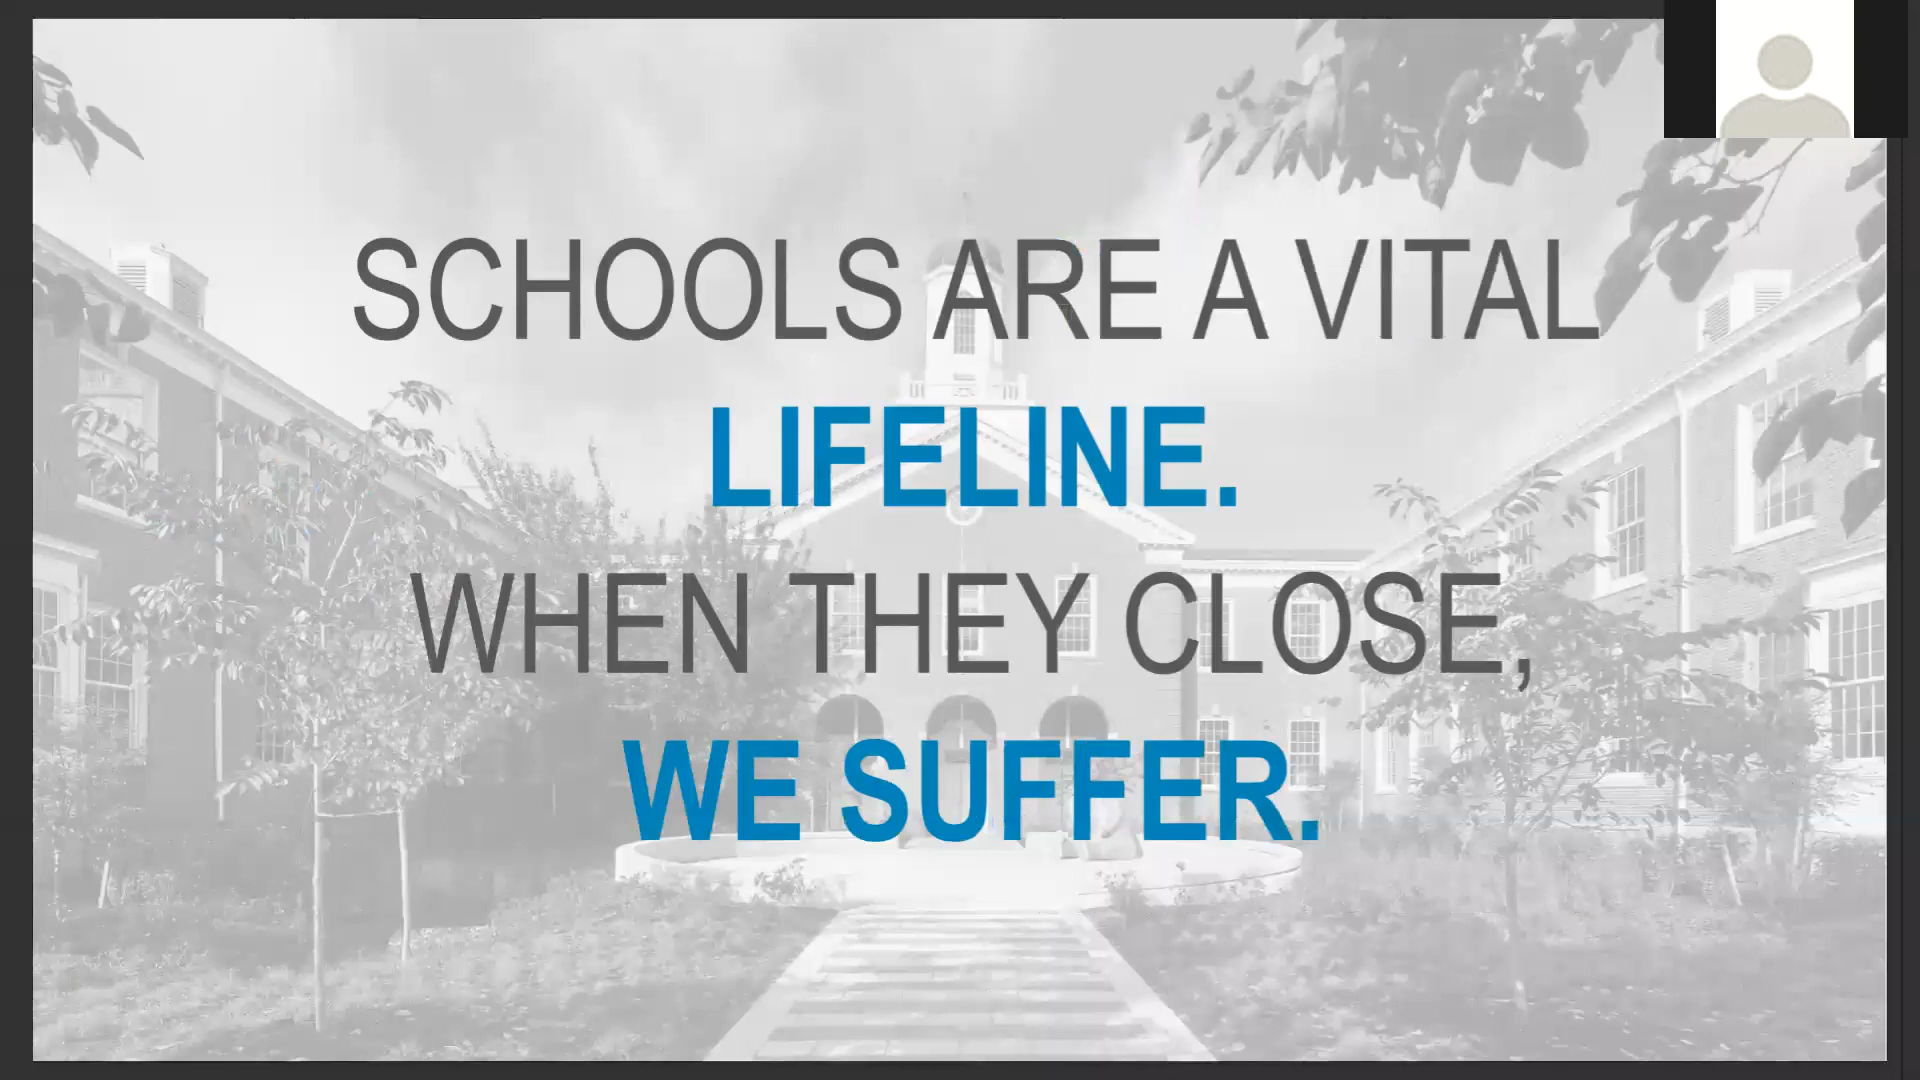 SCHOOLS ARE A VITAL
LIFELINE.
WHEN THEY CLOSE,
WE SUFFER.